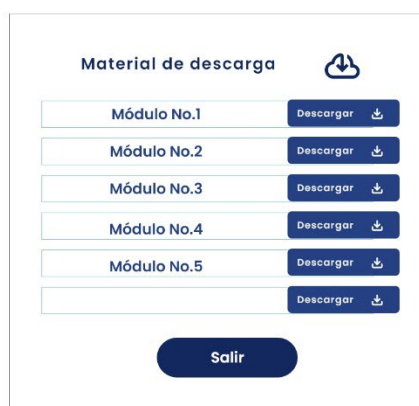 Material de descarga
Módulo No.1 Descargar
Módulo No.2 Descargar
Módulo No.3 Descargar
Módulo No.4 Descargar
Módulo No.5 Descargar
Descargar
Salir